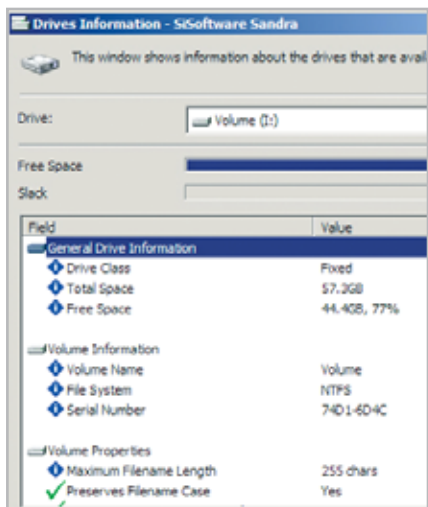 Drives Information - SiSoftware Sandra
This window shows information about the drives that are avail
Drive:
Volume (I:)
Free Space
Slack
Field Value
General Drive Information
Drive Class Fixed
Total Space 57.3GB
Free Space 44.4GB, 77%
Volume Information
Volume Name Volume
File System NTFS
Serial Number 74D1-6D4C
Volume Properties
Maximum Filename Length 255 chars
Preserves Filename Case Yes